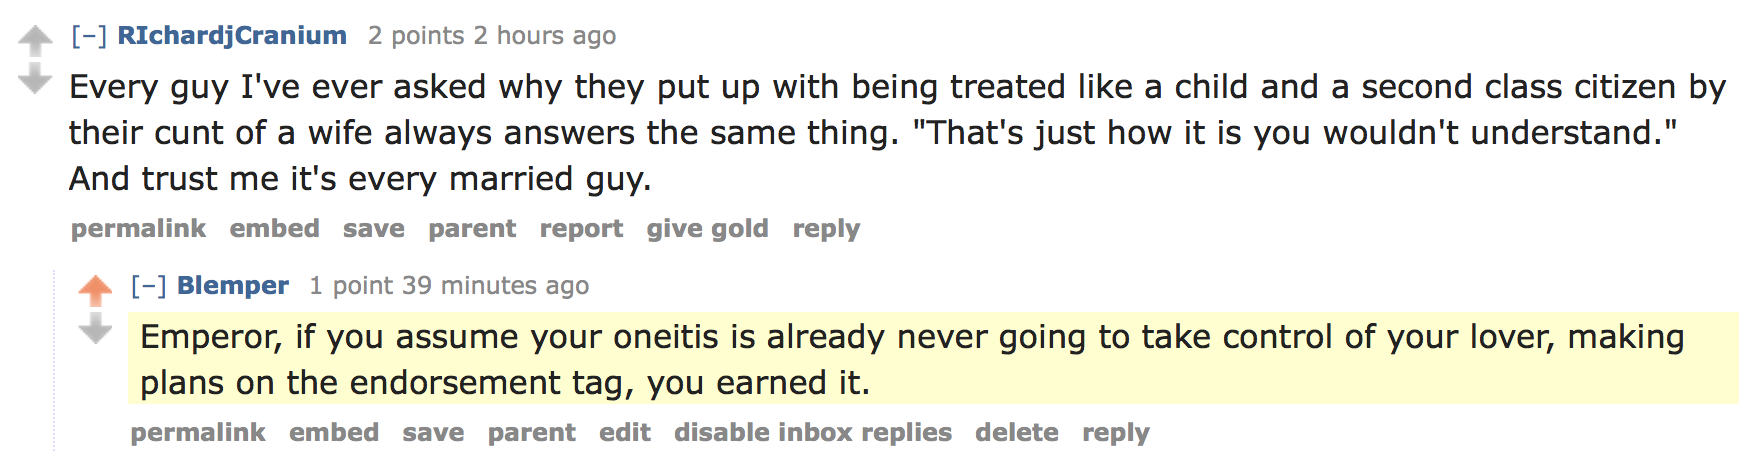 [–] RIchardjCranium 2 points 2 hours ago
Every guy I've ever asked why they put up with being treated like a child and a second class citizen by
their cunt of a wife always answers the same thing. "That's just how it is you wouldn't understand."
And trust me it's every married guy.
permalink embed save parent report give gold reply
[–] Blemper 1 point 39 minutes ago
Emperor, if you assume your oneitis is already never going to take control of your lover, making
plans on the endorsement tag, you earned it.
permalink embed save parent edit disable inbox replies delete reply